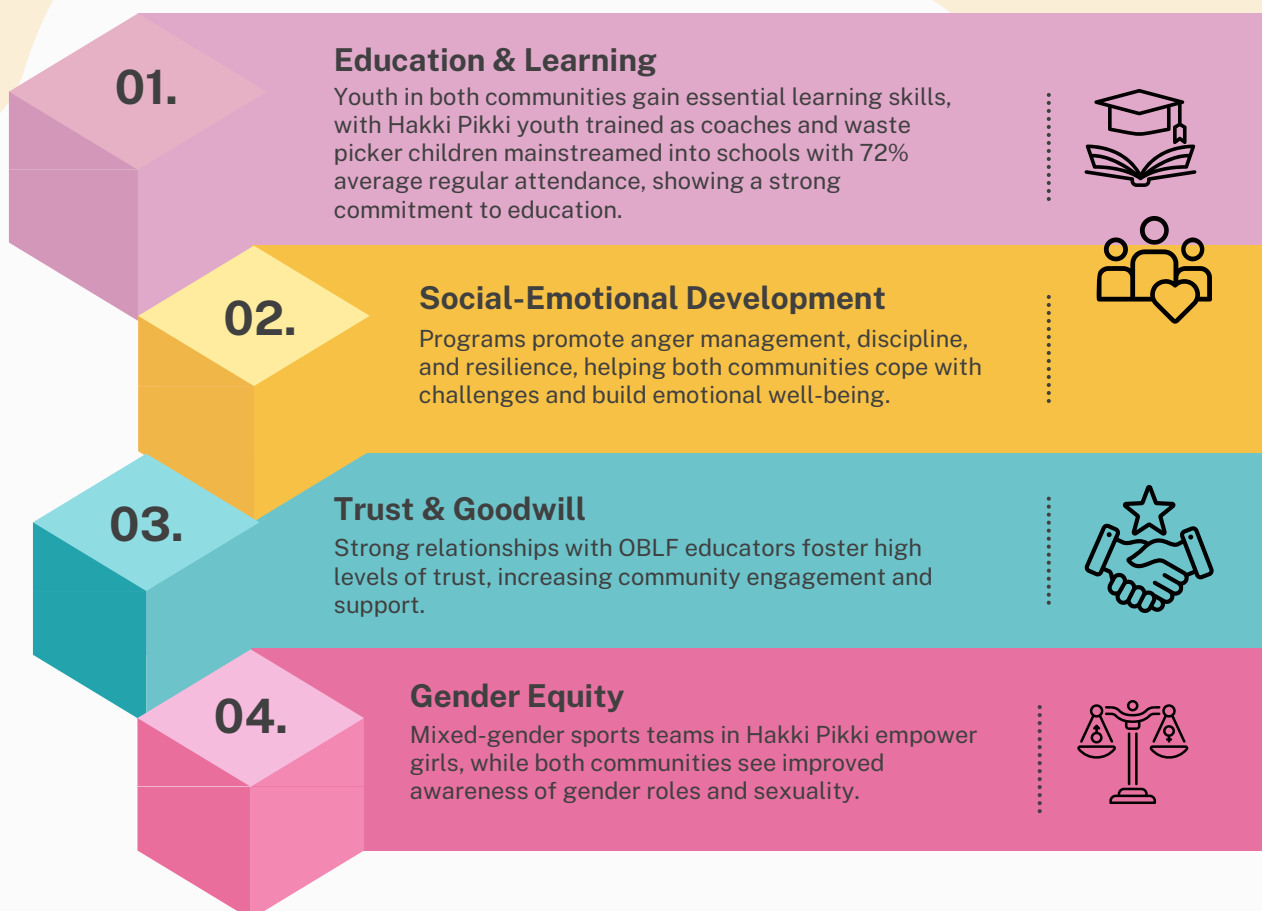 01.
Education & Learning
Youth in both communities gain essential learning skills,
with Hakki Pikki youth trained as coaches and waste
picker children mainstreamed into schools with 72%
average regular attendance, showing a strong
commitment to education.
02.
Social-Emotional Development
Programs promote anger management, discipline,
and resilience, helping both communities cope with
challenges and build emotional well-being.
03.
Trust & Goodwill
Strong relationships with OBLF educators foster high
levels of trust, increasing community engagement and
support.
04.
Gender Equity
Mixed-gender sports teams in Hakki Pikki empower
girls, while both communities see improved
awareness of gender roles and sexuality.